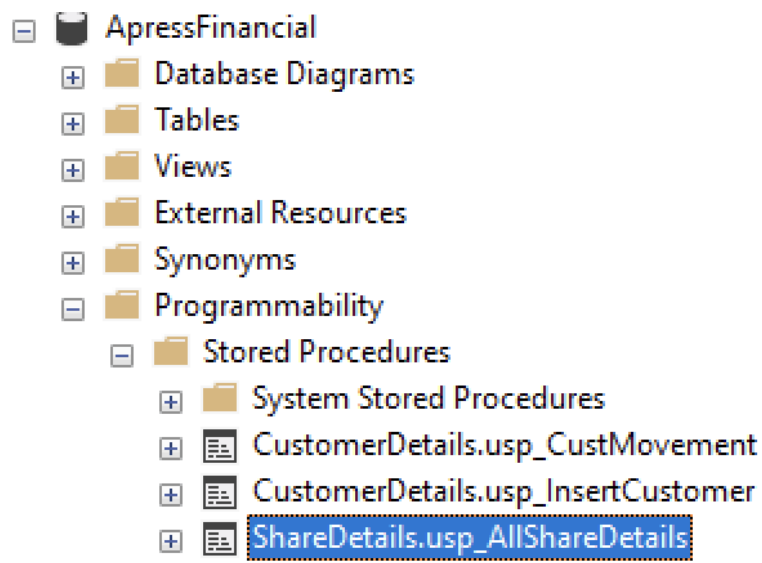 ApressFinancial
Database Diagrams
Tables
Views
External Resources
Synonyms
Programmability
Stored Procedures
System Stored Procedures
CustomerDetails.usp_CustMovement
CustomerDetails.usp_InsertCustomer
ShareDetails.usp_AllShareDetails